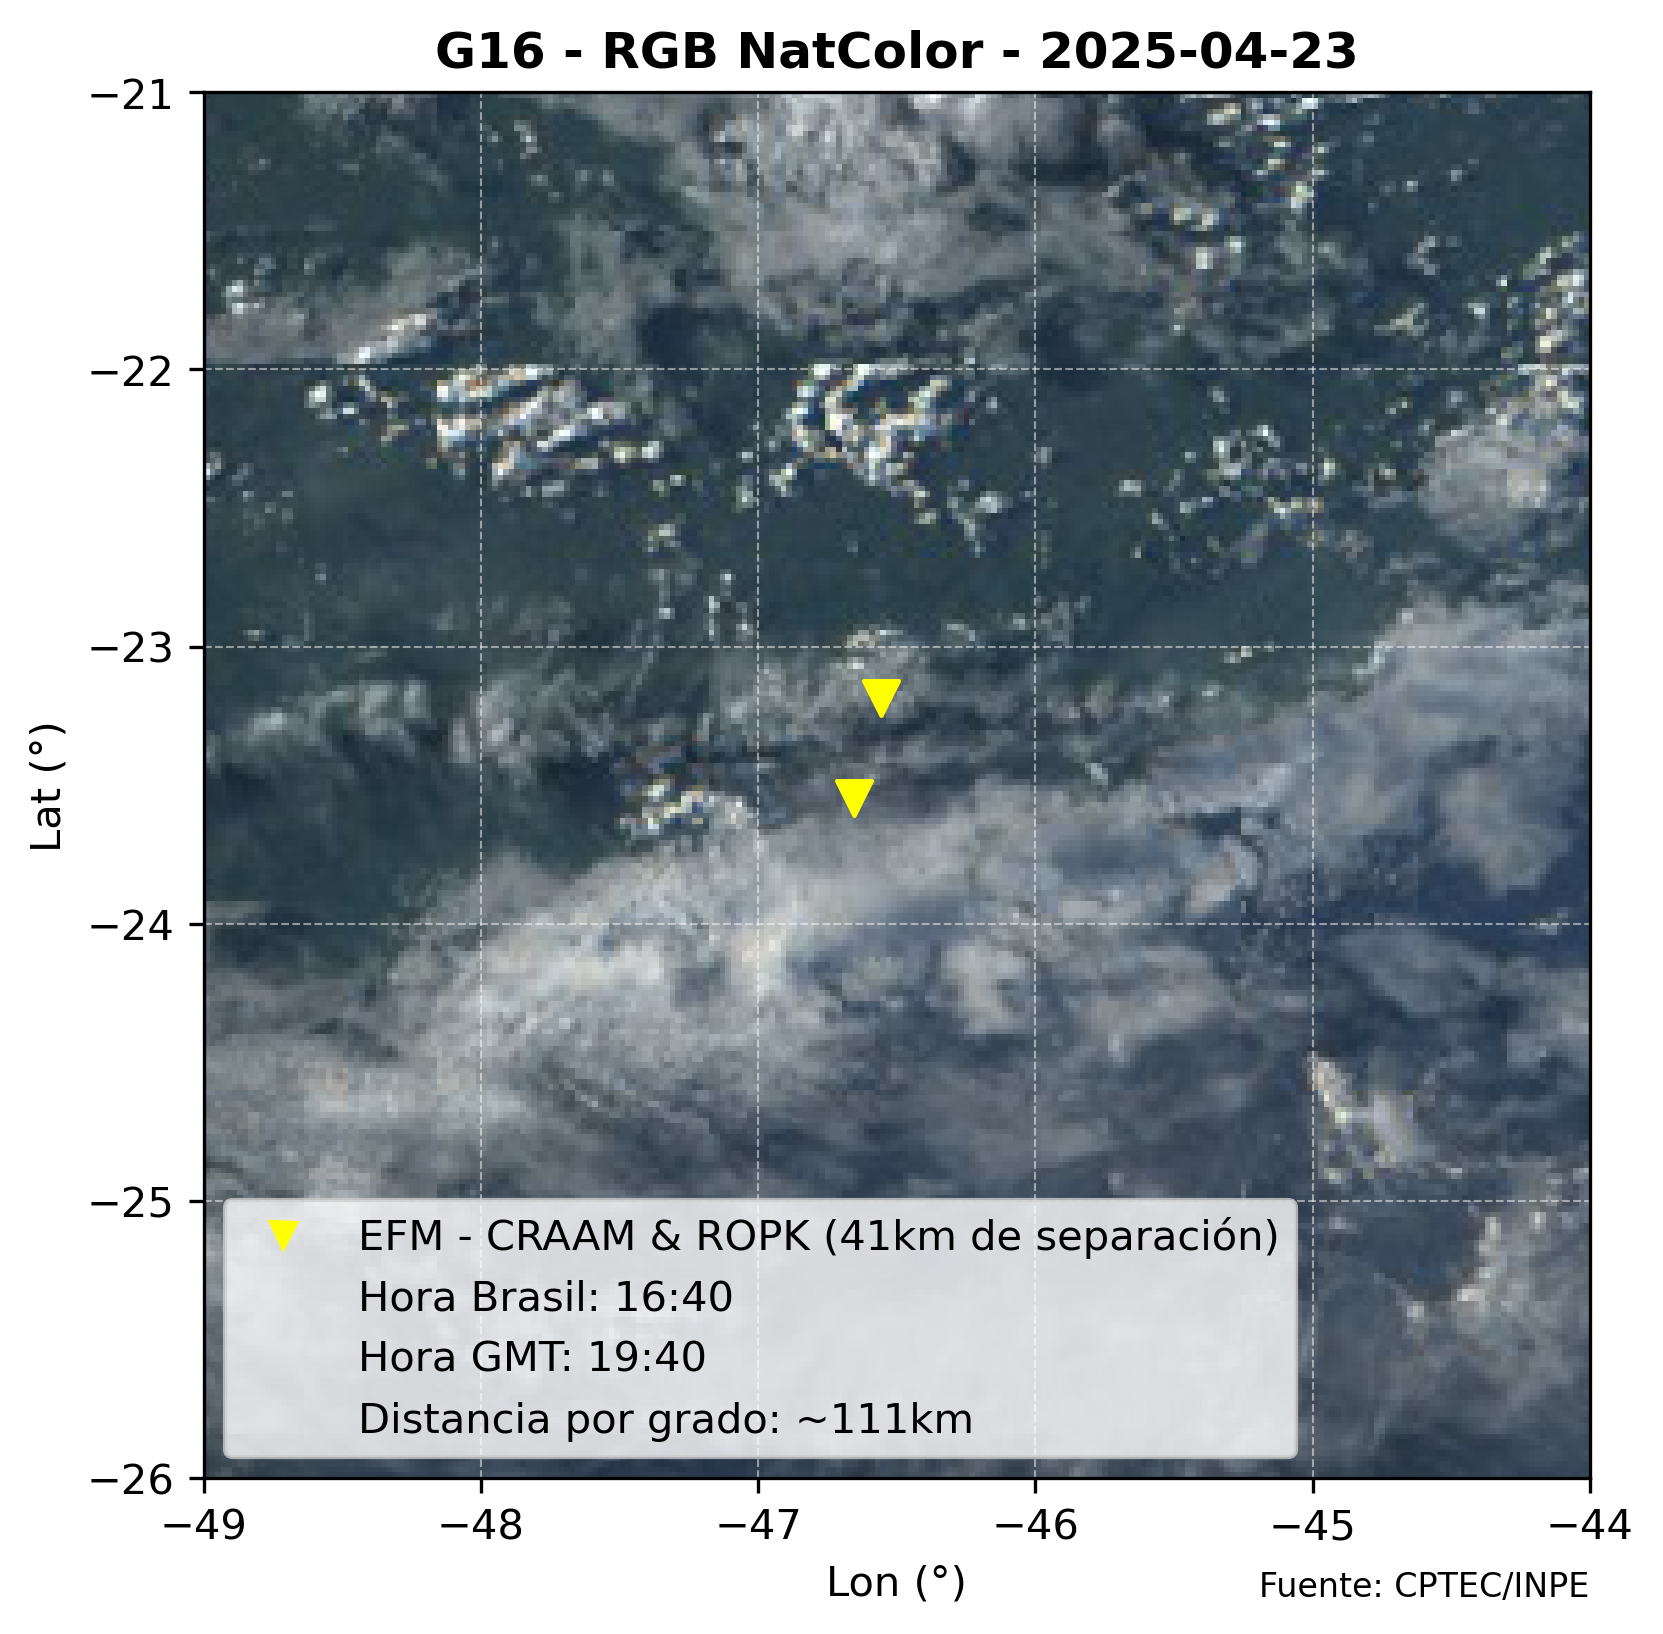 G16 - RGB NatColor - 2025-04-23
−21
−22
−23
−24
−25
−26
Lat (°)
EFM - CRAAM & ROPK (41km de separación)
Hora Brasil: 16:40
Hora GMT: 19:40
Distancia por grado: ~111km
−49 −48 −47 −46 −45 −44
Lon (°)
Fuente: CPTEC/INPE